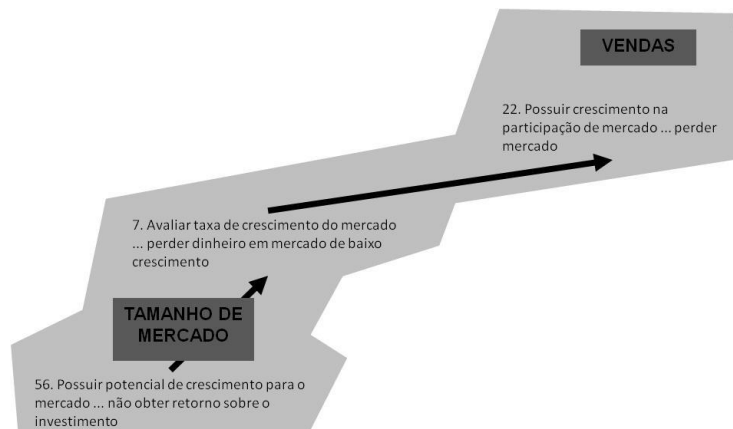 VENDAS
22. Possuir crescimento na
participação de mercado ... perder
mercado
7. Avaliar taxa de crescimento do mercado
... perder dinheiro em mercado de baixo
crescimento
TAMANHO DE
MERCADO
56. Possuir potencial de crescimento para o
mercado ... não obter retorno sobre o
investimento